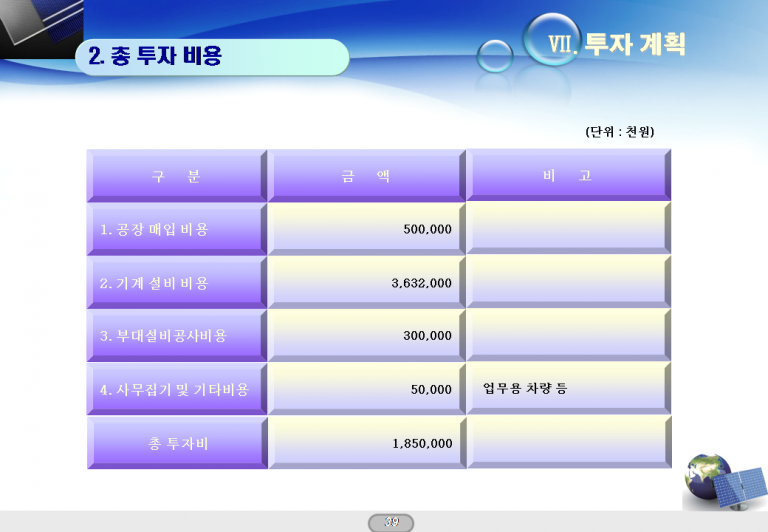 2. 총 투자 비용
Ⅶ. 투자 계획
(단위 : 천원)
구 분 금 액 비 고
1. 공장 매입 비용 500,000
2. 기계 설비 비용 3,632,000
3. 부대설비공사비용 300,000
4. 사무집기 및 기타비용 50,000 업무용 차량 등
총 투자비 1,850,000
39